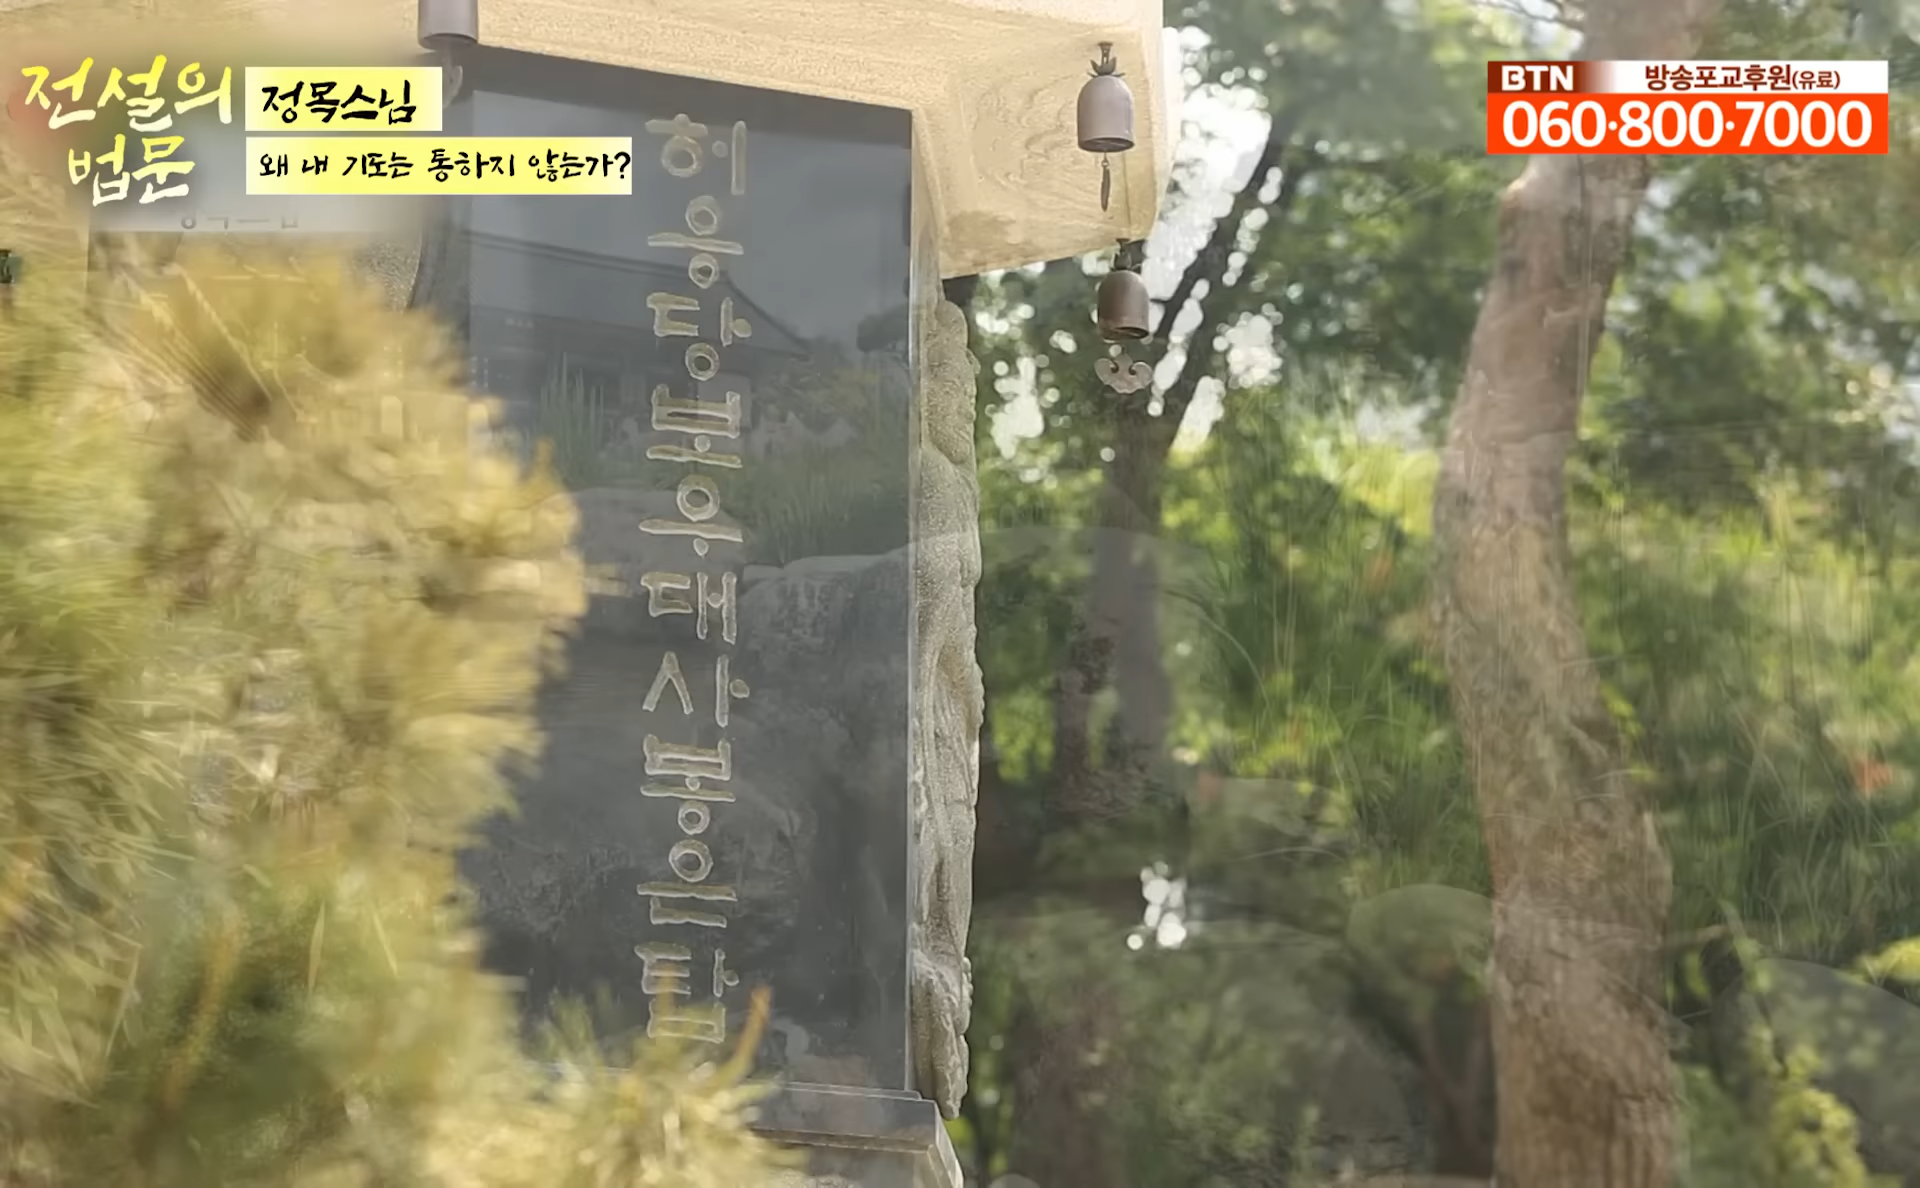 전설의
법문
정목스님
왜 내 기도는 통하지 않는가?
BTN 방송포교후원(유료)
060·800·7000
허응당보우대사봉은탑